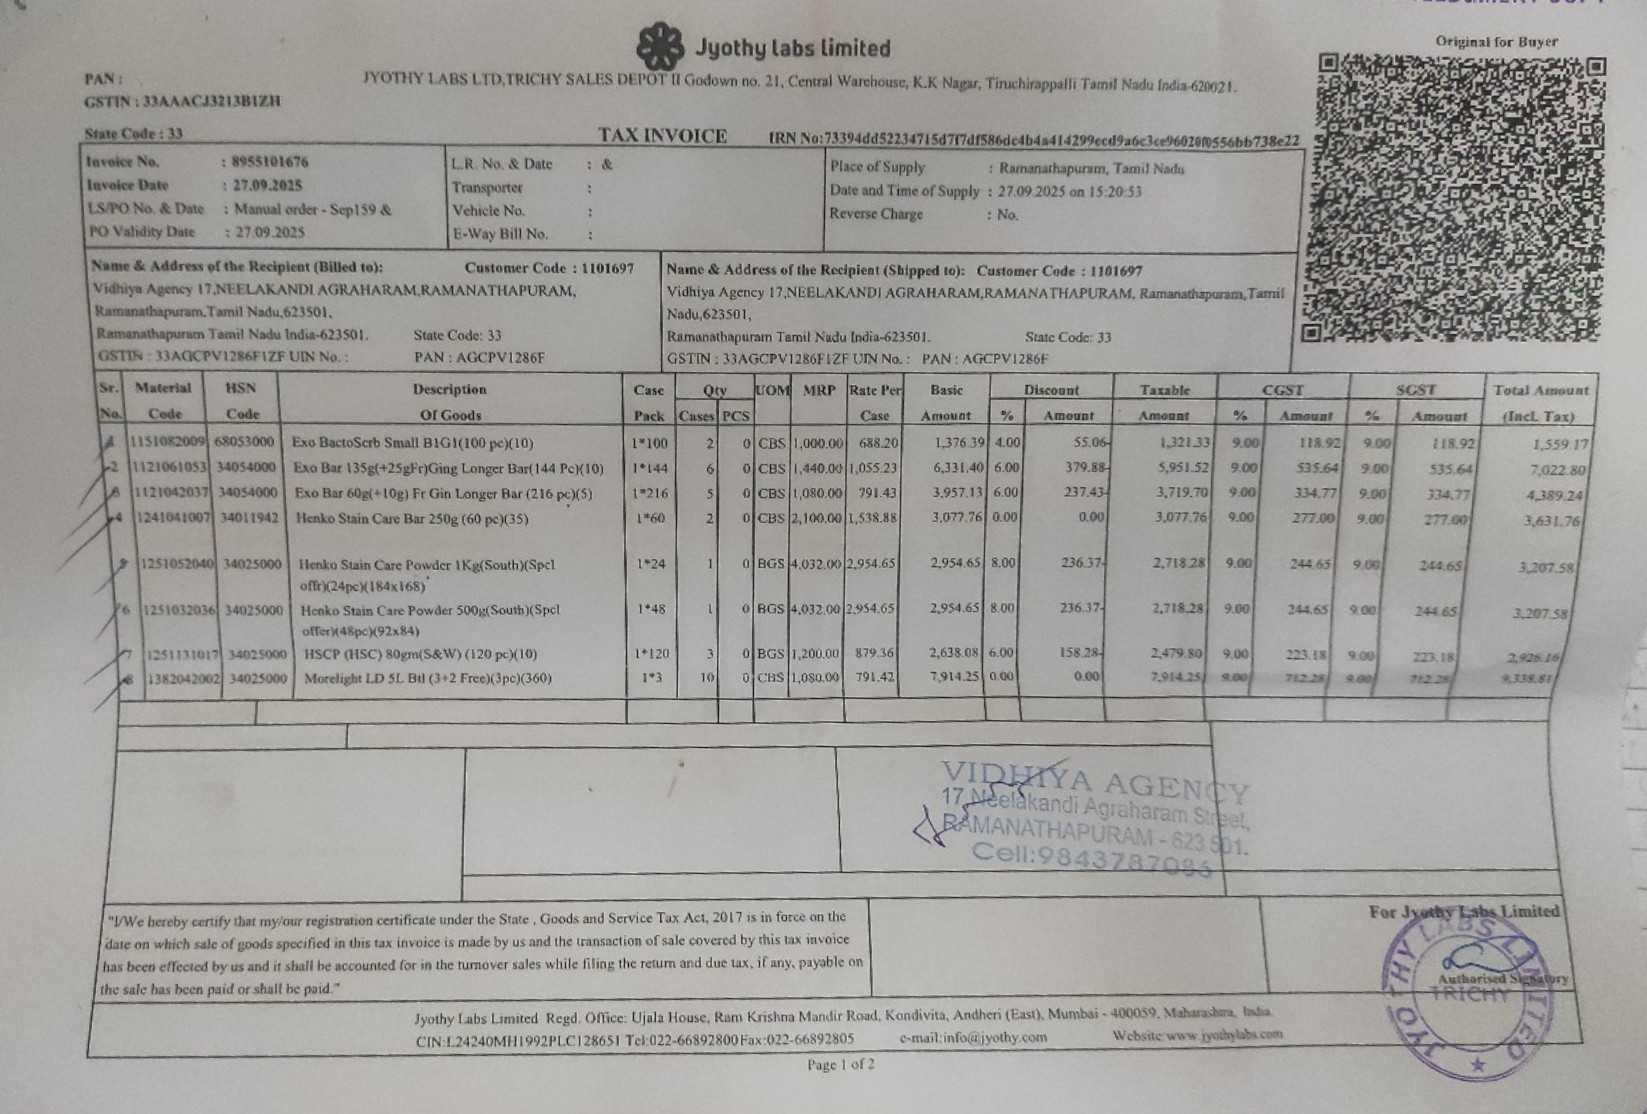 Jyothy Labs Limited
Original for Buyer
PAN :
JYOTHY LABS LTD,TRICHY SALES DEPOT II Godown no. 21, Central Warehouse, K.K Nagar, Tiruchirappalli Tamil Nadu India-620021.
GSTIN : 33AAACJ3213B1ZH
State Code : 33
TAX INVOICE
IRN No:73394dd52234715d7f7df586dc4b4a414299ccd9a6c3ce96020f0556bb738e22
Invoice No. : 8955101676
Invoice Date : 27.09.2025
LS/PO No. & Date : Manual order - Sep159 &
PO Validity Date : 27.09.2025
L.R. No. & Date : &
Transporter :
Vehicle No. :
E-Way Bill No. :
Place of Supply : Ramanathapuram, Tamil Nadu
Date and Time of Supply : 27.09.2025 on 15:20:53
Reverse Charge : No.
Name & Address of the Recipient (Billed to): Customer Code : 1101697
Vidhiya Agency 17,NEELAKANDI AGRAHARAM,RAMANATHAPURAM,
Ramanathapuram,Tamil Nadu,623501,
Ramanathapuram Tamil Nadu India-623501. State Code: 33
GSTIN : 33AGCPV1286F1ZF UIN No. : PAN : AGCPV1286F
Name & Address of the Recipient (Shipped to): Customer Code : 1101697
Vidhiya Agency 17,NEELAKANDI AGRAHARAM,RAMANATHAPURAM, Ramanathapuram,Tamil
Nadu,623501,
Ramanathapuram Tamil Nadu India-623501. State Code: 33
GSTIN : 33AGCPV1286F1ZF UIN No. : PAN : AGCPV1286F
Sr. Material HSN Description Case Qty UOM MRP Rate Per Basic Discount Taxable CGST SGST Total Amount
No. Code Code Of Goods Pack Cases PCS Case Amount % Amount Amount % Amount % Amount (Incl. Tax)
1 1151082009 68053000 Exo BactoScrb Small B1G1(100 pc)(10) 1*100 2 0 CBS 1,000.00 688.20 1,376.39 4.00 55.06- 1,321.33 9.00 118.92 9.00 118.92 1,559.17
2 1121061053 34054000 Exo Bar 135g(+25gFr)Ging Longer Bar(144 Pc)(10) 1*144 6 0 CBS 1,440.00 1,055.23 6,331.40 6.00 379.88- 5,951.52 9.00 535.64 9.00 535.64 7,022.80
3 1121042037 34054000 Exo Bar 60g(+10g) Fr Gin Longer Bar (216 pc)(5) 1*216 5 0 CBS 1,080.00 791.43 3,957.13 6.00 237.43- 3,719.70 9.00 334.77 9.00 334.77 4,389.24
4 1241041007 34011942 Henko Stain Care Bar 250g (60 pc)(35) 1*60 2 0 CBS 2,100.00 1,538.88 3,077.76 0.00 0.00 3,077.76 9.00 277.00 9.00 277.00 3,631.76
5 1251052040 34025000 Henko Stain Care Powder 1Kg(South)(Spcl 1*24 1 0 BGS 4,032.00 2,954.65 2,954.65 8.00 236.37- 2,718.28 9.00 244.65 9.00 244.65 3,207.58
offr)(24pc)(184x168)
6 1251032036 34025000 Henko Stain Care Powder 500g(South)(Spcl 1*48 1 0 BGS 4,032.00 2,954.65 2,954.65 8.00 236.37- 2,718.28 9.00 244.65 9.00 244.65 3,207.58
offer)(48pc)(92x84)
7 1251131017 34025000 HSCP (HSC) 80gm(S&W) (120 pc)(10) 1*120 3 0 BGS 1,200.00 879.36 2,638.08 6.00 158.28- 2,479.80 9.00 223.18 9.00 223.18 2,926.16
8 1382042002 34025000 Morelight LD 5L Btl (3+2 Free)(3pc)(360) 1*3 10 0 CBS 1,080.00 791.42 7,914.25 0.00 0.00 7,914.25 9.00 712.28 9.00 712.28 9,338.81
VIDHIYA AGENCY
17, Neelakandi Agraharam Street,
RAMANATHAPURAM - 623 501.
Cell:9843787086
"I/We hereby certify that my/our registration certificate under the State , Goods and Service Tax Act, 2017 is in force on the
date on which sale of goods specified in this tax invoice is made by us and the transaction of sale covered by this tax invoice
has been effected by us and it shall be accounted for in the turnover sales while filing the return and due tax, if any, payable on
the sale has been paid or shall be paid."
For Jyothy Labs Limited
Authorised Signatory
JYOTHY LABS LIMITED
TRICHY
Jyothy Labs Limited Regd. Office: Ujala House, Ram Krishna Mandir Road, Kondivita, Andheri (East), Mumbai - 400059, Maharashtra, India.
CIN:L24240MH1992PLC128651 Tel:022-66892800 Fax:022-66892805 e-mail:info@jyothy.com Website:www.jyothylabs.com
Page 1 of 2